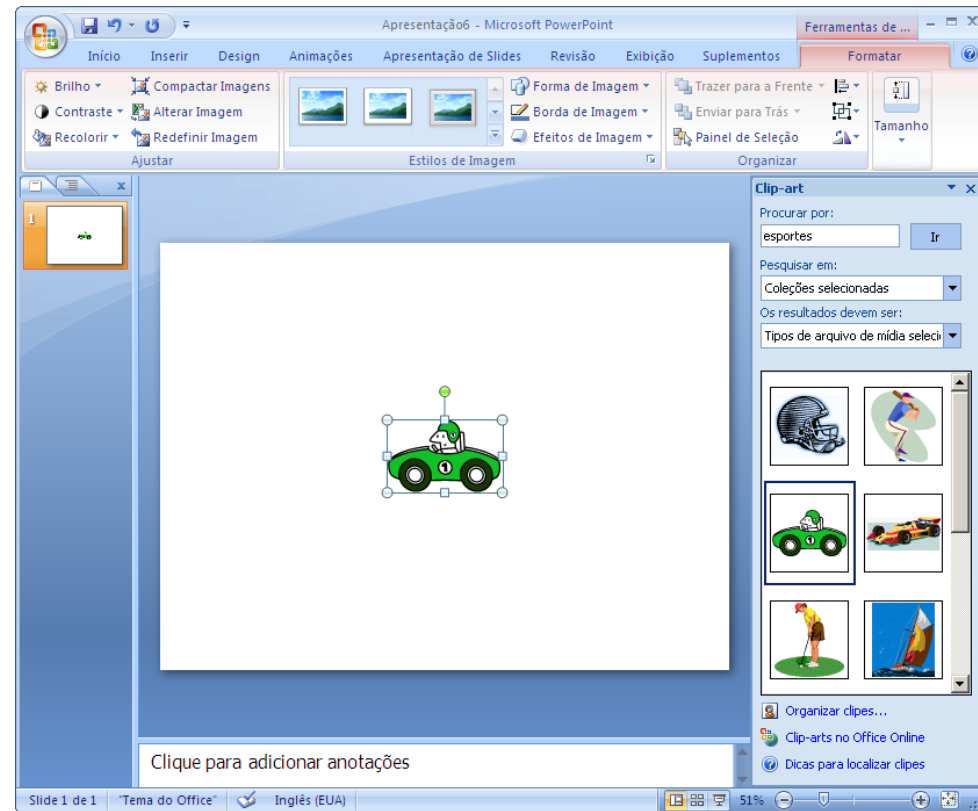 Apresentação6 - Microsoft PowerPoint
Ferramentas de ...
Início Inserir Design Animações Apresentação de Slides Revisão Exibição Suplementos Formatar
Brilho Compactar Imagens Forma de Imagem Trazer para a Frente
Contraste Alterar Imagem Borda de Imagem Enviar para Trás
Recolorir Redefinir Imagem Efeitos de Imagem Painel de Seleção
Tamanho
Ajustar Estilos de Imagem Organizar
1
1
Clip-art
Procurar por:
esportes Ir
Pesquisar em:
Coleções selecionadas
Os resultados devem ser:
Tipos de arquivo de mídia seleci
Organizar clipes...
Clip-arts no Office Online
Dicas para localizar clipes
Clique para adicionar anotações
Slide 1 de 1 "Tema do Office" Inglês (EUA) 51%